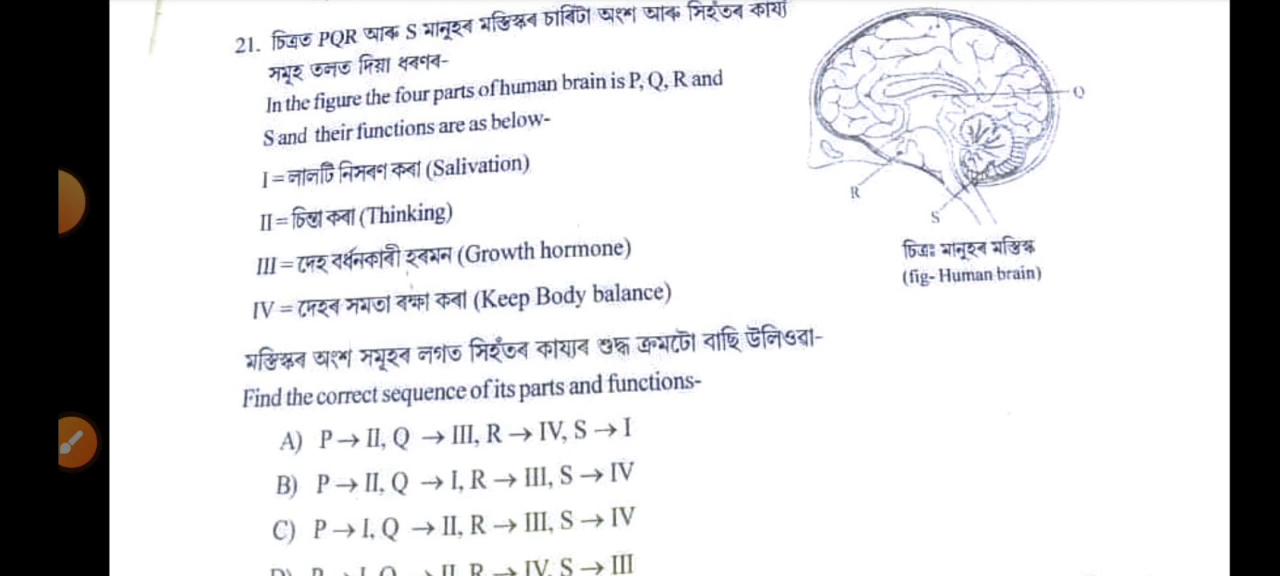 21. চিত্ৰত PQR আৰু S মানুহৰ মস্তিষ্কৰ চাৰিটা অংশ আৰু সিহঁতৰ কাৰ্য্য
সমূহ তলত দিয়া ধৰণৰ-
In the figure the four parts of human brain is P, Q, R and
S and their functions are as below-
I = লালটি নিসৰণ কৰা (Salivation)
II = চিন্তা কৰা (Thinking)
III = দেহ বৰ্ধনকাৰী হৰমন (Growth hormone)
IV = দেহৰ সমতা ৰক্ষা কৰা (Keep Body balance)
Q
R
S
চিত্ৰঃ মানুহৰ মস্তিষ্ক
(fig- Human brain)
মস্তিষ্কৰ অংশ সমূহৰ লগত সিহঁতৰ কাৰ্য্যৰ শুদ্ধ ক্ৰমটো বাছি উলিওৱা-
Find the correct sequence of its parts and functions-
A) P → II, Q → III, R → IV, S → I
B) P → II, Q → I, R → III, S → IV
C) P → I, Q → II, R → III, S → IV
D) P → I, Q → II, R → IV, S → III